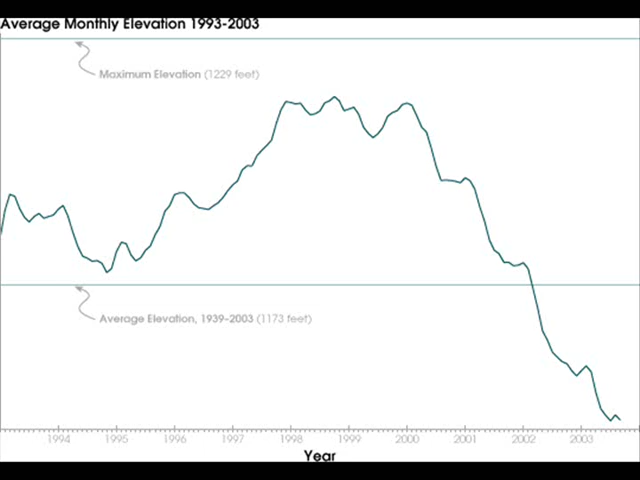 Average Monthly Elevation 1993-2003
Maximum Elevation (1229 feet)
Average Elevation, 1939-2003 (1173 feet)
1994 1995 1996 1997 1998 1999 2000 2001 2002 2003
Year